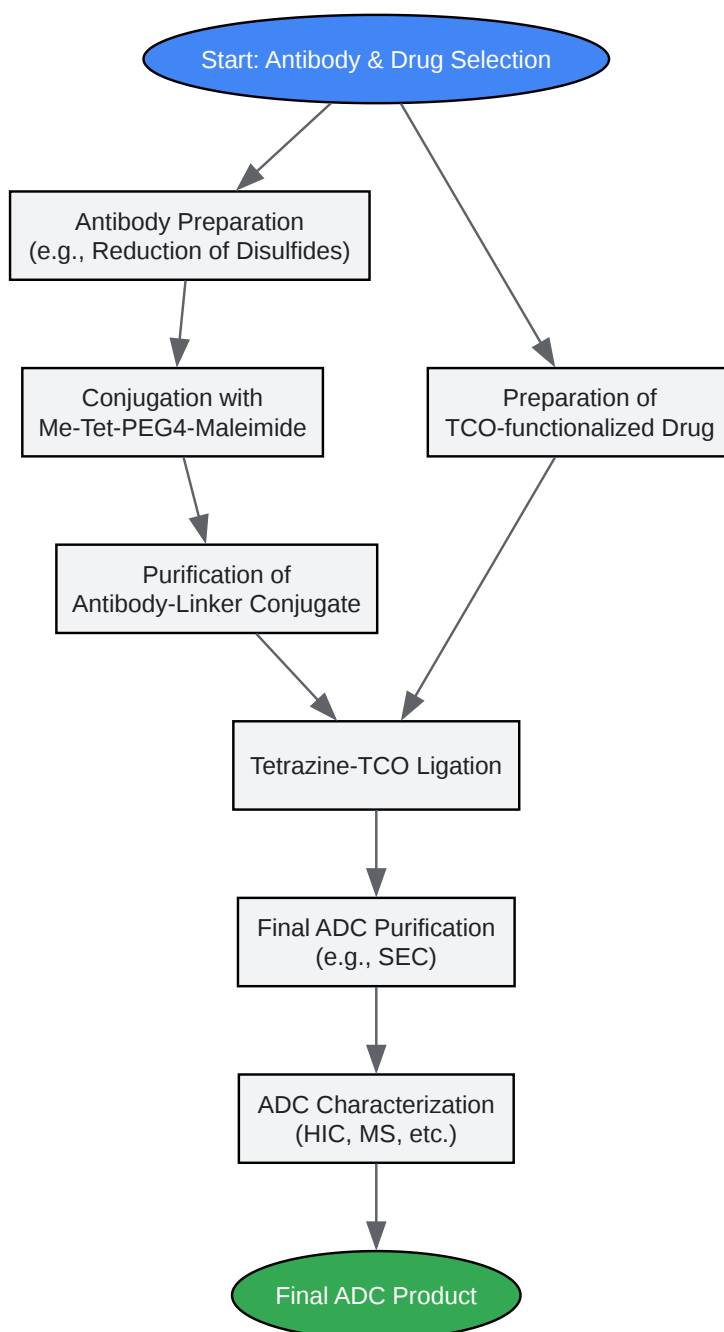 Start: Antibody & Drug Selection
Antibody Preparation
(e.g., Reduction of Disulfides)
Conjugation with
Me-Tet-PEG4-Maleimide
Preparation of
TCO-functionalized Drug
Purification of
Antibody-Linker Conjugate
Tetrazine-TCO Ligation
Final ADC Purification
(e.g., SEC)
ADC Characterization
(HIC, MS, etc.)
Final ADC Product